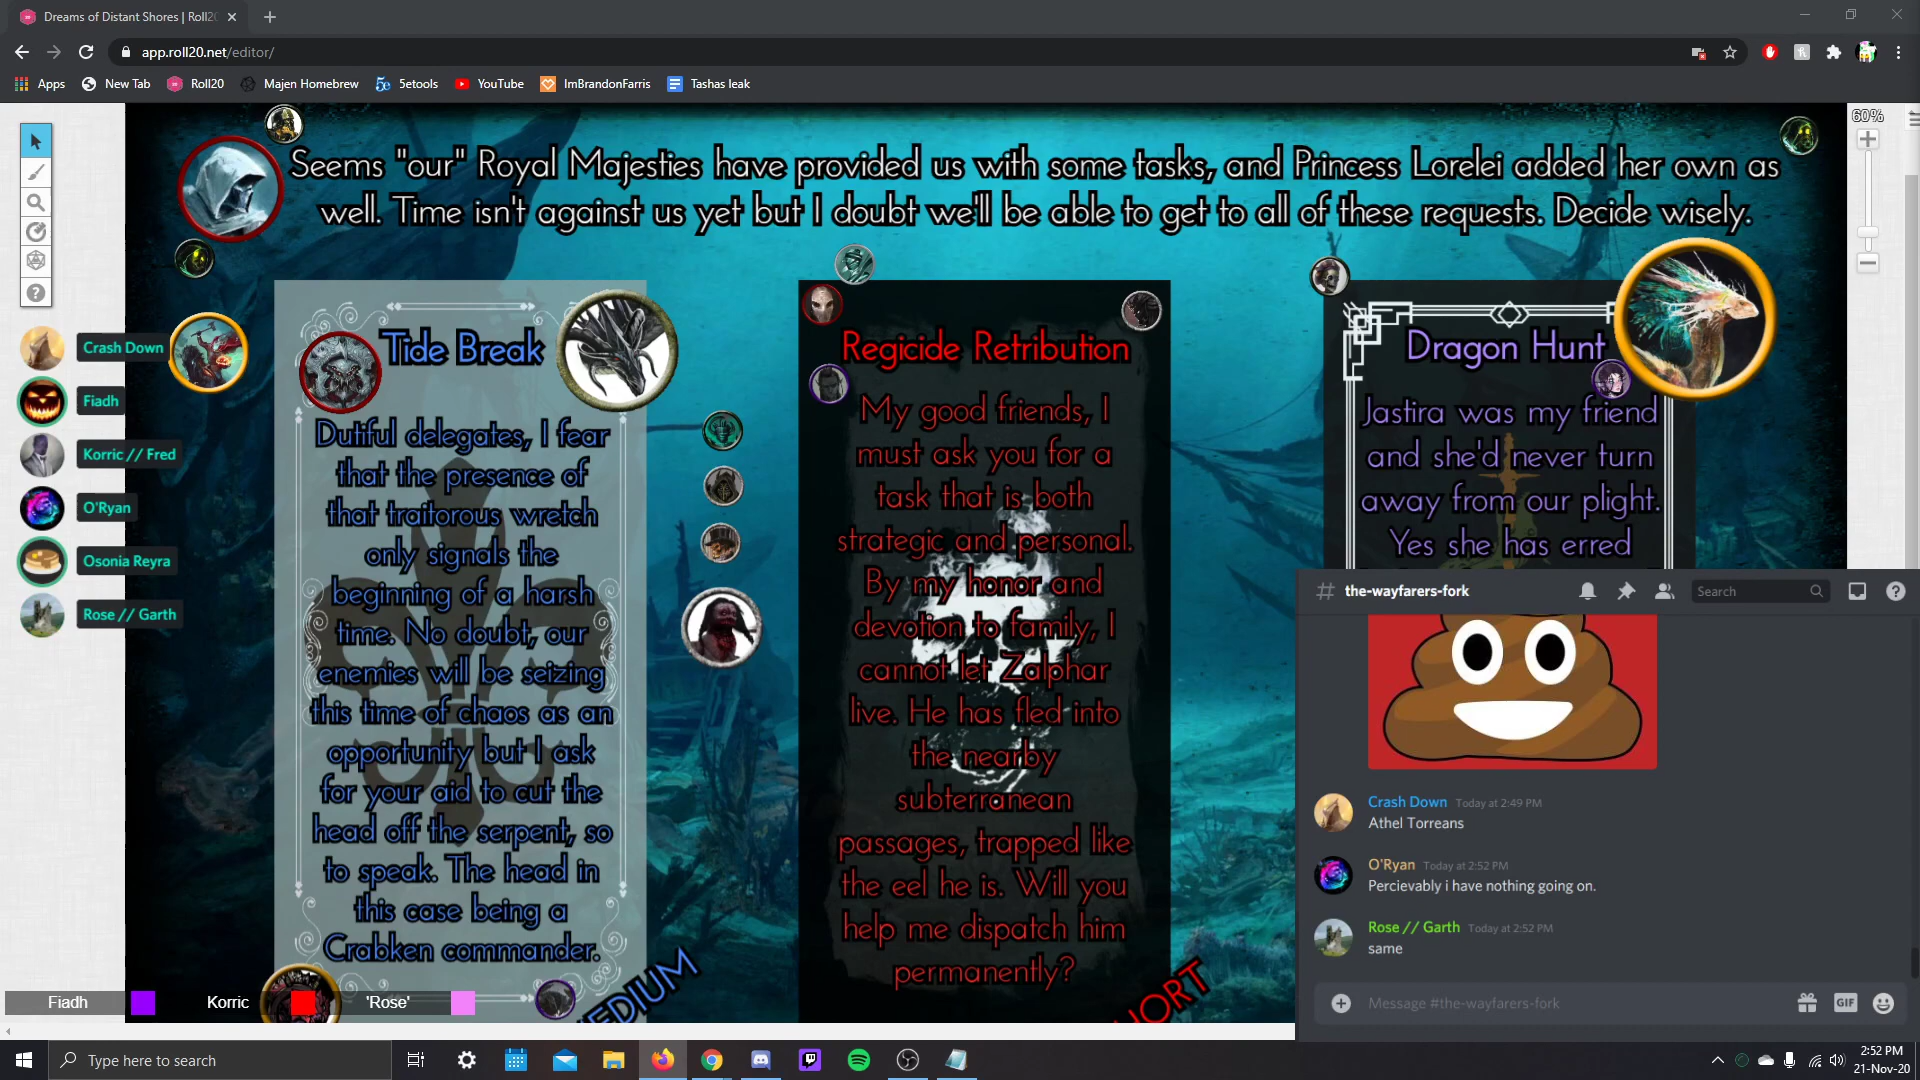 Dreams of Distant Shores | Roll20
app.roll20.net/editor/
Apps
New Tab
Roll20
Majen Homebrew
5e
5etools
YouTube
ImBrandonFarris
Tashas leak
60%
Seems "our" Royal Majesties have provided us with some tasks, and Princess Lorelei added her own as
well. Time isn't against us yet but I doubt we'll be able to get to all of these requests. Decide wisely.
Crash Down
Fiadh
Korric // Fred
O'Ryan
Osonia Reyra
Rose // Garth
Tide Break
Dutiful delegates, I fear
that the presence of
that traitorous wretch
only signals the
beginning of a harsh
time. No doubt, our
enemies will be seizing
this time of chaos as an
opportunity but I ask
for your aid to cut the
head off the serpent, so
to speak. The head in
this case being a
Crabken commander.
EDIUM
Regicide Retribution
My good friends, I
must ask you for a
task that is both
strategic and personal.
By my honor and
devotion to family, I
cannot let Zalphar
live. He has fled into
the nearby
subterranean
passages, trapped like
the eel he is. Will you
help me dispatch him
permanently?
HORT
Dragon Hunt
Jastira was my friend
and she'd never turn
away from our plight.
Yes she has erred
# the-wayfarers-fork
Search
Crash Down Today at 2:49 PM
Athel Torreans
O'Ryan Today at 2:52 PM
Percievably i have nothing going on.
Rose // Garth Today at 2:52 PM
same
Message #the-wayfarers-fork
GIF
Fiadh
Korric
'Rose'
Type here to search
2:52 PM
21-Nov-20